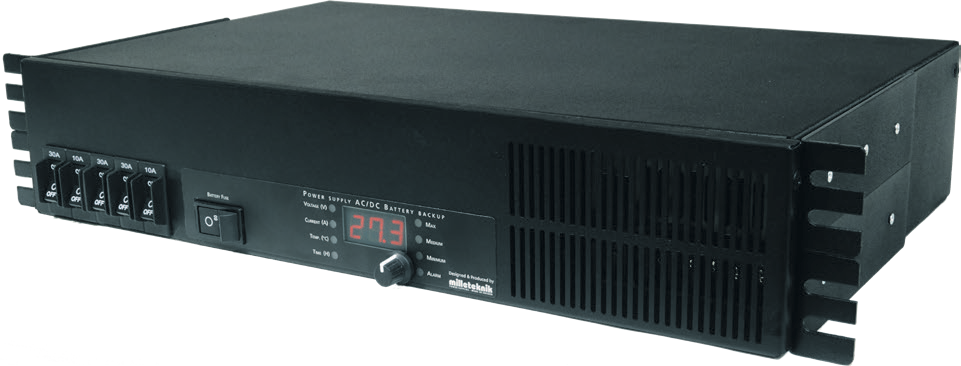 30A 10A 30A 30A 10A
OFF OFF OFF OFF OFF
BATTERY FUSE
POWER SUPPLY AC/DC BATTERY BACKUP
VOLTAGE (V)
CURRENT (A)
TEMP. (°C)
TIME (H)
27.3
MAX
MEDIUM
MINIMUM
ALARM
Designed & Produced by
milleteknik